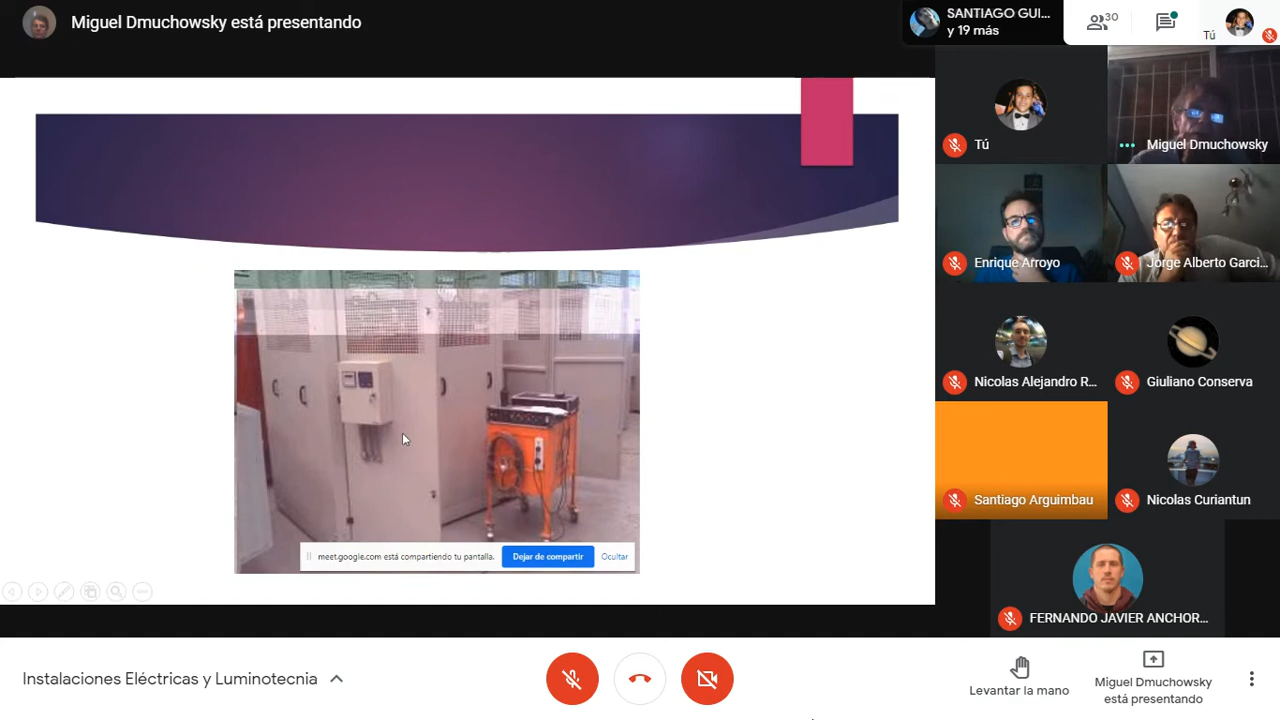 Miguel Dmuchowsky está presentando
SANTIAGO GUI...
y 19 más
30
Tú
Tú
Miguel Dmuchowsky
Enrique Arroyo
Jorge Alberto Garci...
Nicolas Alejandro R...
Giuliano Conserva
Santiago Arguimbau
Nicolas Curiantun
FERNANDO JAVIER ANCHOR...
meet.google.com está compartiendo tu pantalla.
Dejar de compartir
Ocultar
Instalaciones Eléctricas y Luminotecnia
Levantar la mano
Miguel Dmuchowsky
está presentando